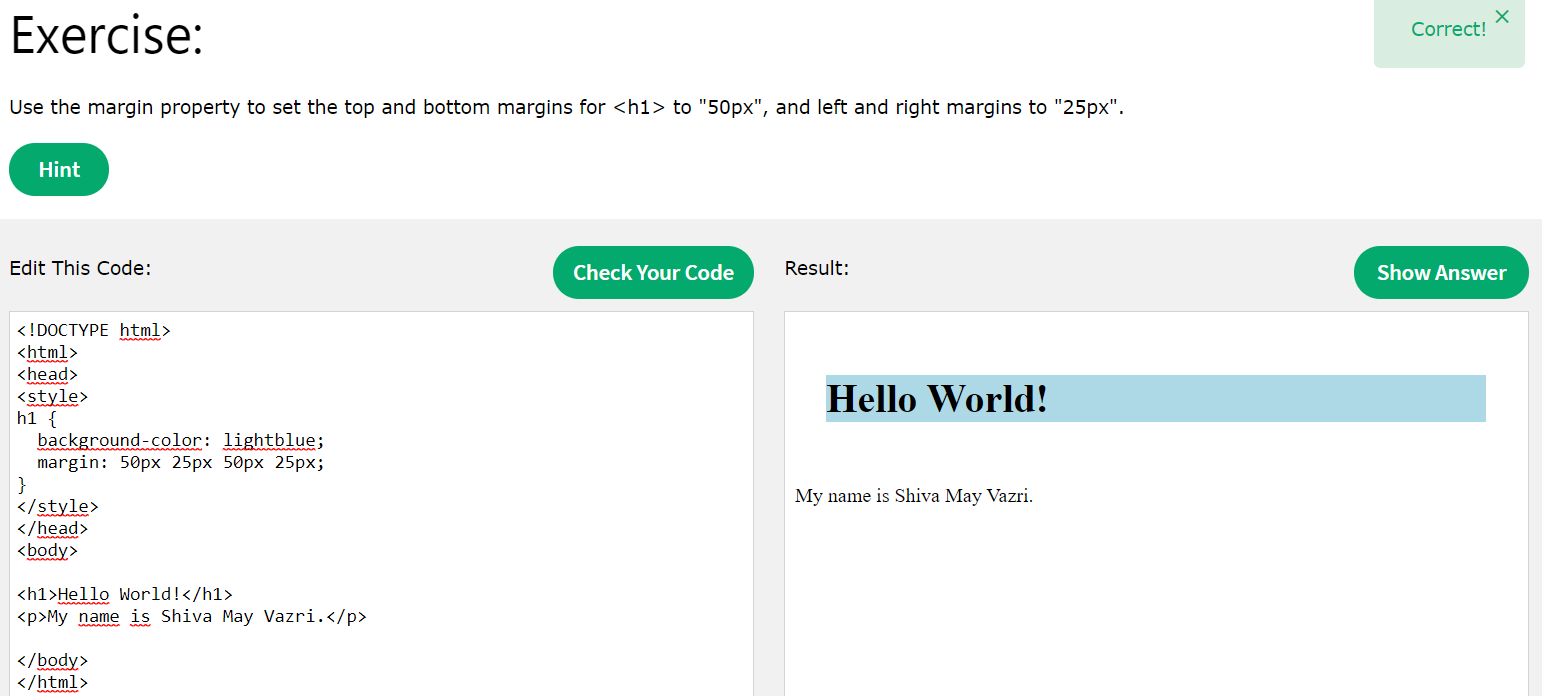 Exercise:
Correct!
×
Use the margin property to set the top and bottom margins for <h1> to "50px", and left and right margins to "25px".
Hint
Edit This Code:
Check Your Code
<!DOCTYPE html>
<html>
<head>
<style>
h1 {
  background-color: lightblue;
  margin: 50px 25px 50px 25px;
}
</style>
</head>
<body>

<h1>Hello World!</h1>
<p>My name is Shiva May Vazri.</p>

</body>
</html>
Result:
Show Answer
Hello World!
My name is Shiva May Vazri.